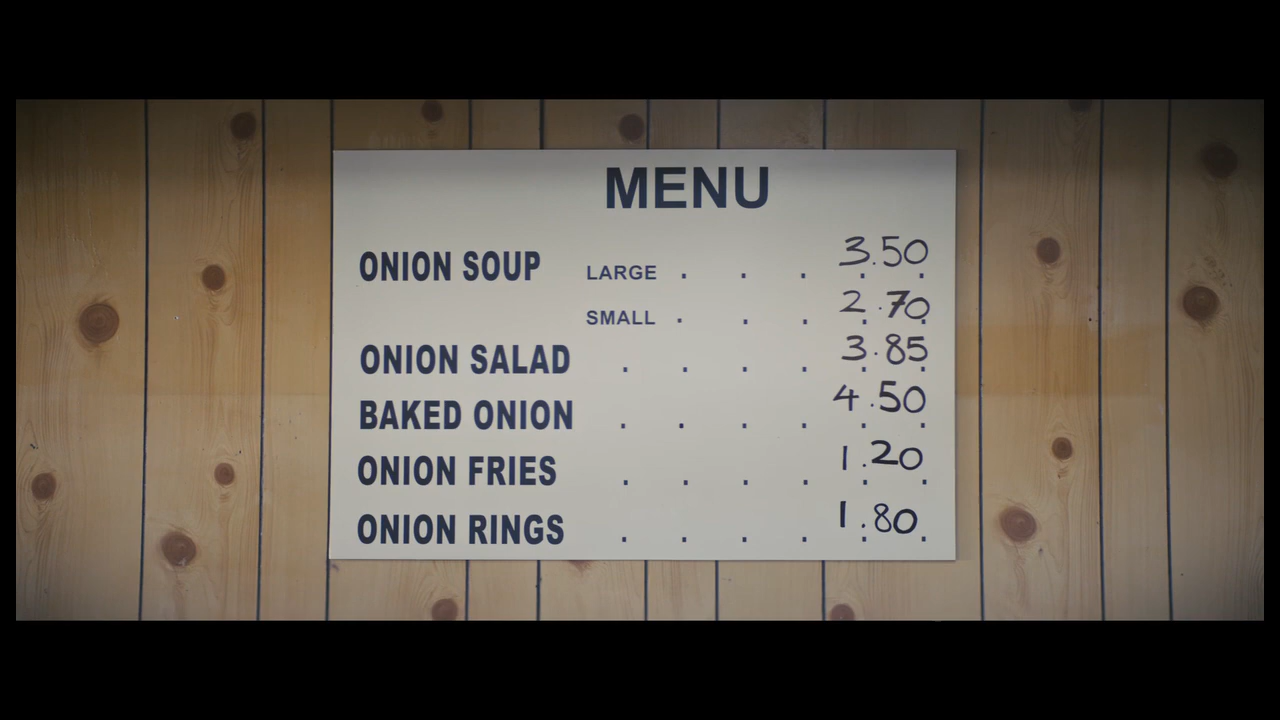 MENU
ONION SOUP LARGE . . . . . 3.50
SMALL . . . . . 2.70
ONION SALAD . . . . . . 3.85
BAKED ONION . . . . . . 4.50
ONION FRIES . . . . . . 1.20
ONION RINGS . . . . . . 1.80